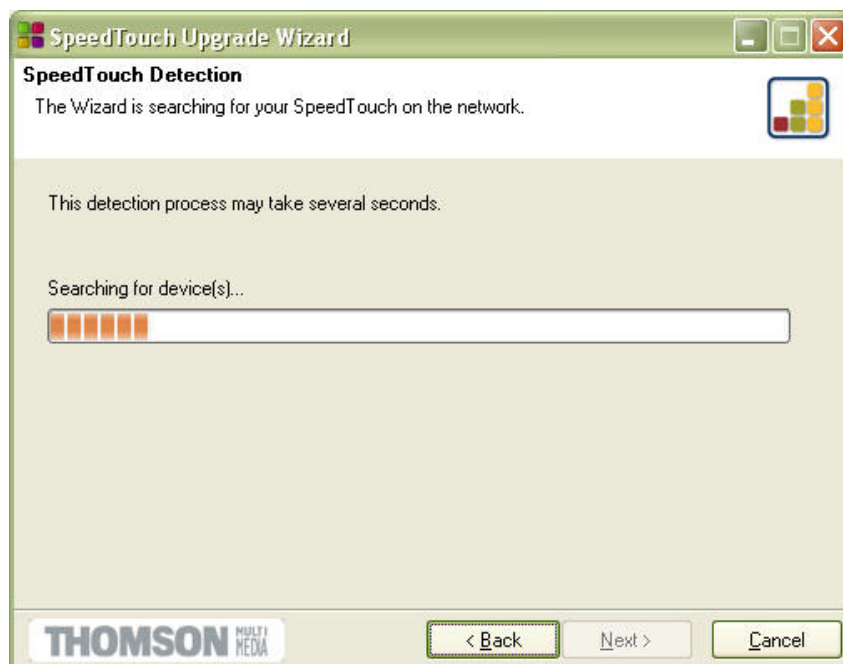 SpeedTouch Upgrade Wizard
SpeedTouch Detection
The Wizard is searching for your SpeedTouch on the network.
This detection process may take several seconds.
Searching for device(s)...
THOMSON MULTI MEDIA
< Back
Next >
Cancel